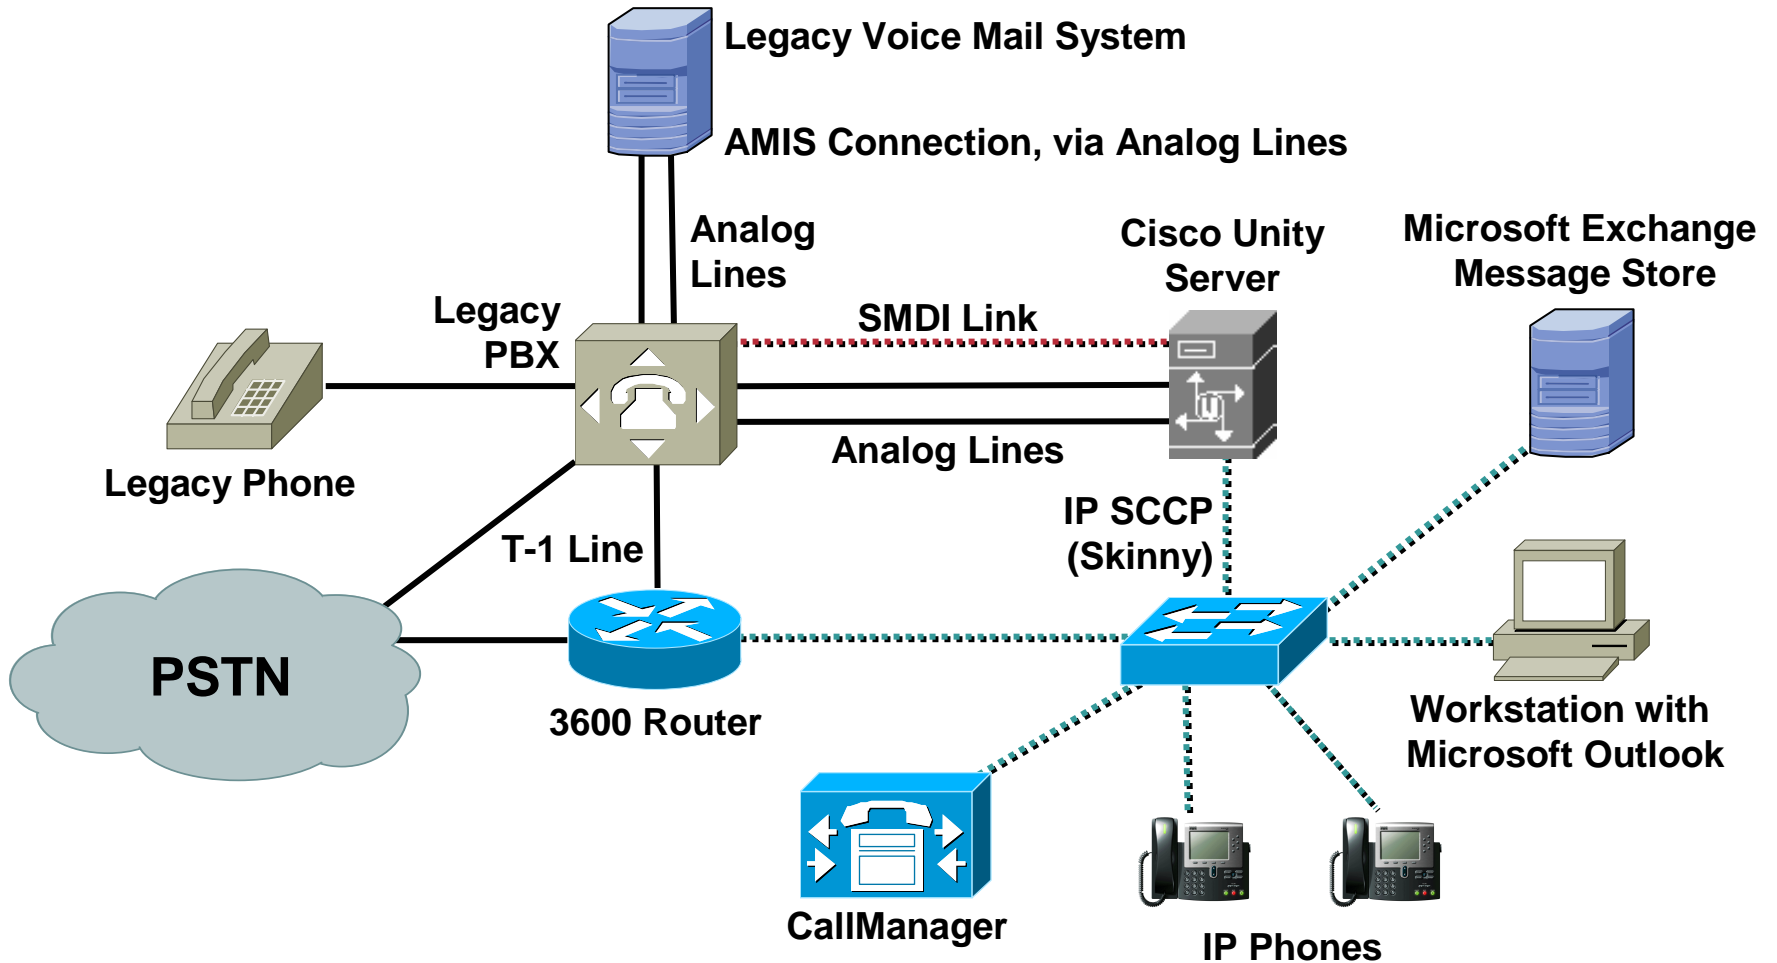 Legacy Voice Mail System
AMIS Connection, via Analog Lines
Analog
Lines
Cisco Unity
Server
Microsoft Exchange
Message Store
Legacy
PBX
SMDI Link
Analog Lines
Legacy Phone
IP SCCP
(Skinny)
T-1 Line
PSTN
3600 Router
Workstation with
Microsoft Outlook
CallManager
IP Phones